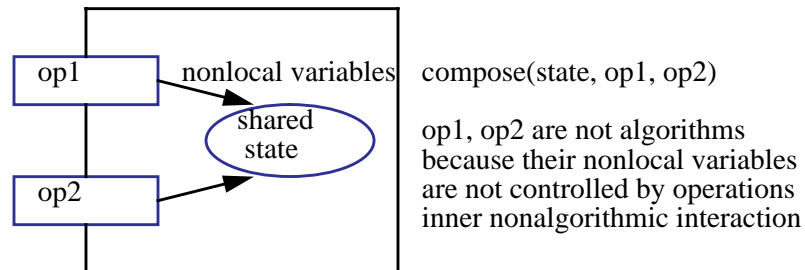 op1
nonlocal variables
compose(state, op1, op2)
shared
state
op2
op1, op2 are not algorithms
because their nonlocal variables
are not controlled by operations
inner nonalgorithmic interaction